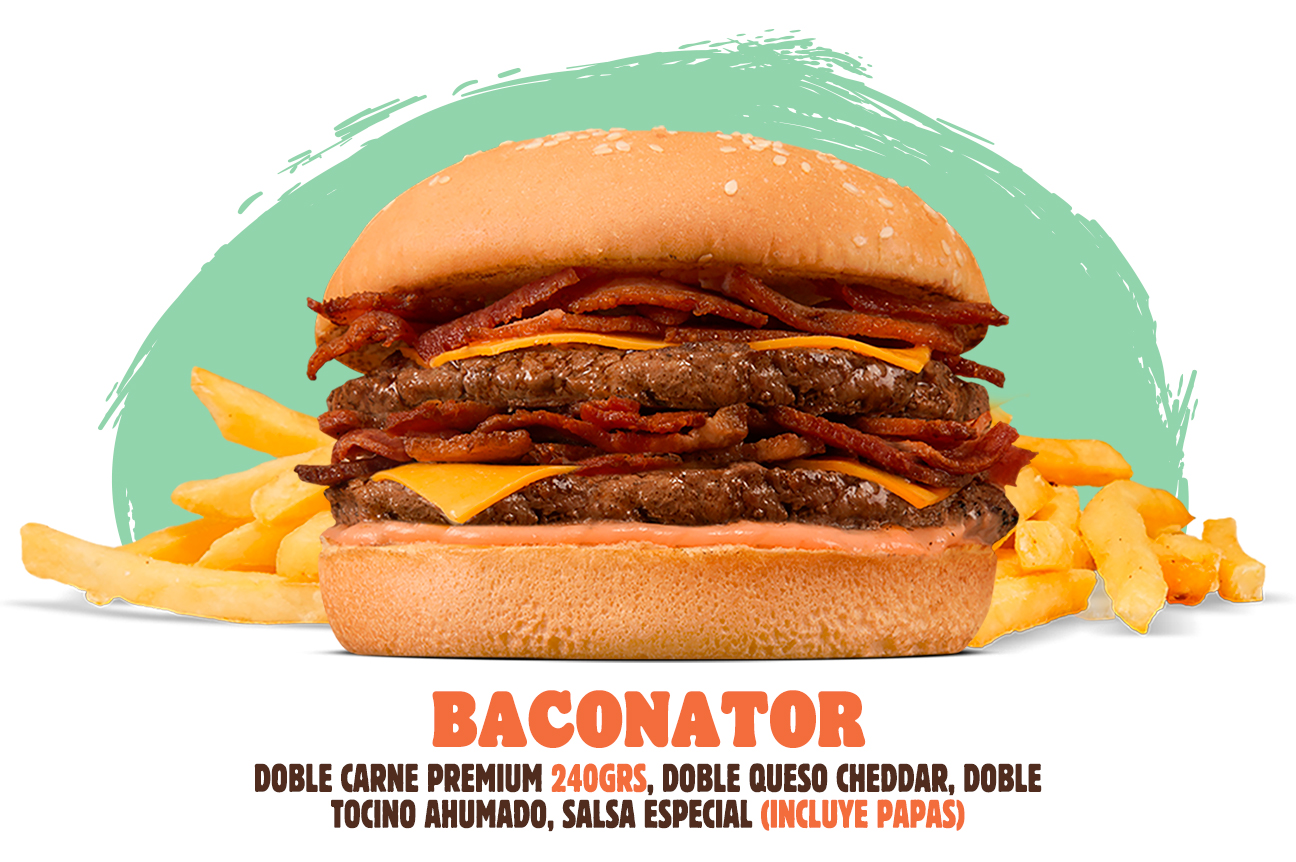 BACONATOR
DOBLE CARNE PREMIUM 240GRS, DOBLE QUESO CHEDDAR, DOBLE
TOCINO AHUMADO, SALSA ESPECIAL (INCLUYE PAPAS)